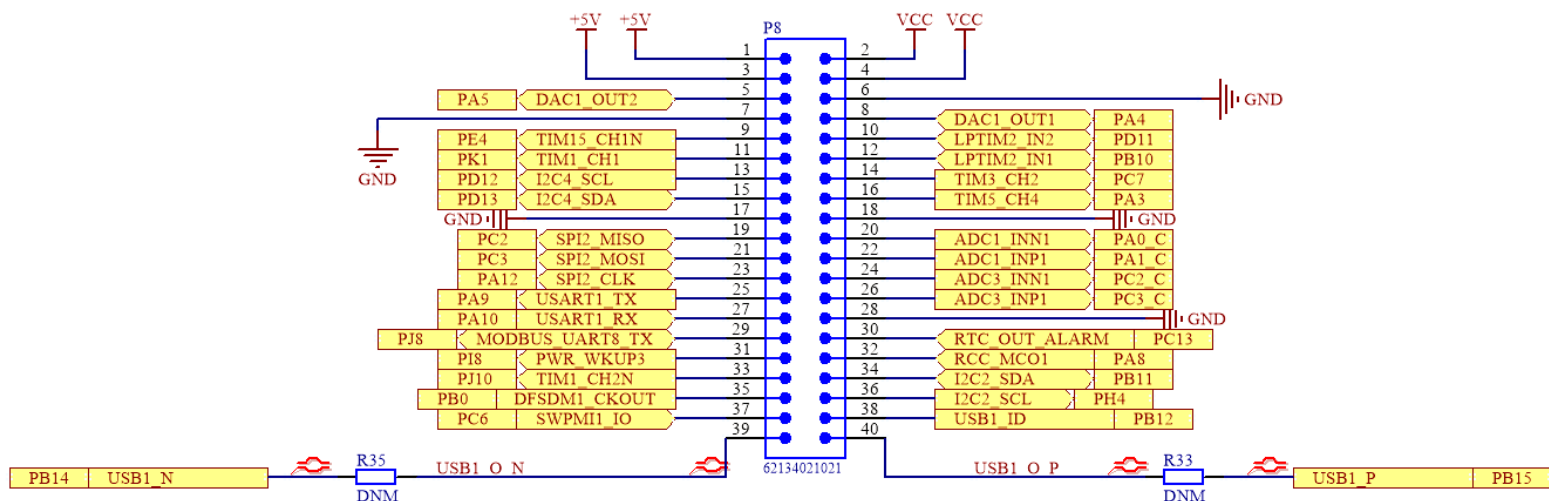 +5V +5V VCC VCC
P8
1 2
3 4
PA5 DAC1_OUT2 5 6 GND
7 8 DAC1_OUT1 PA4
PE4 TIM15_CH1N 9 10 LPTIM2_IN2 PD11
PK1 TIM1_CH1 11 12 LPTIM2_IN1 PB10
GND
PD12 I2C4_SCL 13 14 TIM3_CH2 PC7
PD13 I2C4_SDA 15 16 TIM5_CH4 PA3
GND 17 18 GND
PC2 SPI2_MISO 19 20 ADC1_INN1 PA0_C
PC3 SPI2_MOSI 21 22 ADC1_INP1 PA1_C
PA12 SPI2_CLK 23 24 ADC3_INN1 PC2_C
PA9 USART1_TX 25 26 ADC3_INP1 PC3_C
PA10 USART1_RX 27 28 GND
PJ8 MODBUS_UART8_TX 29 30 RTC_OUT_ALARM PC13
PI8 PWR_WKUP3 31 32 RCC_MCO1 PA8
PJ10 TIM1_CH2N 33 34 I2C2_SDA PB11
PB0 DFSDM1_CKOUT 35 36 I2C2_SCL PH4
PC6 SWPMI1_IO 37 38 USB1_ID PB12
39 40
62134021021
PB14 USB1_N R35 USB1_O_N USB1_O_P R33 USB1_P PB15
DNM DNM